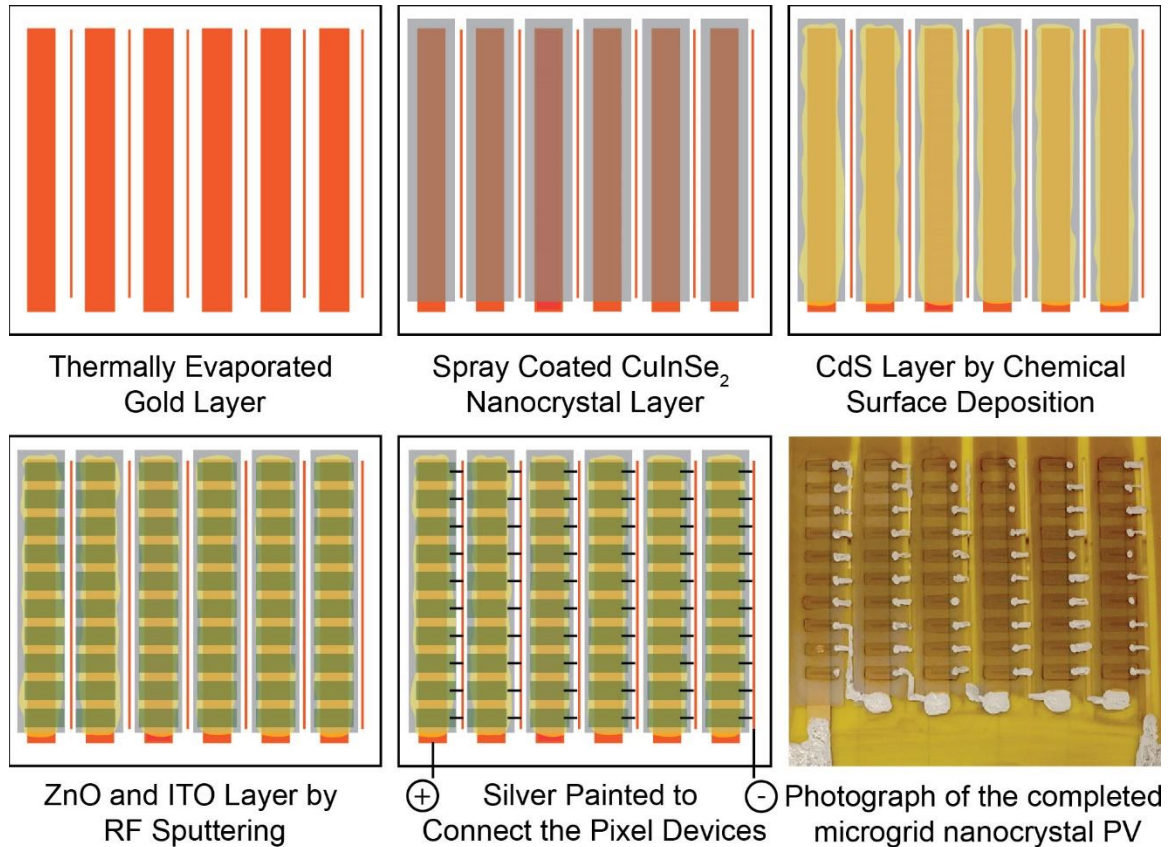 Thermally Evaporated
Gold Layer
Spray Coated CuInSe₂
Nanocrystal Layer
CdS Layer by Chemical
Surface Deposition
ZnO and ITO Layer by
RF Sputtering
+
Silver Painted to
Connect the Pixel Devices
-
Photograph of the completed
microgrid nanocrystal PV